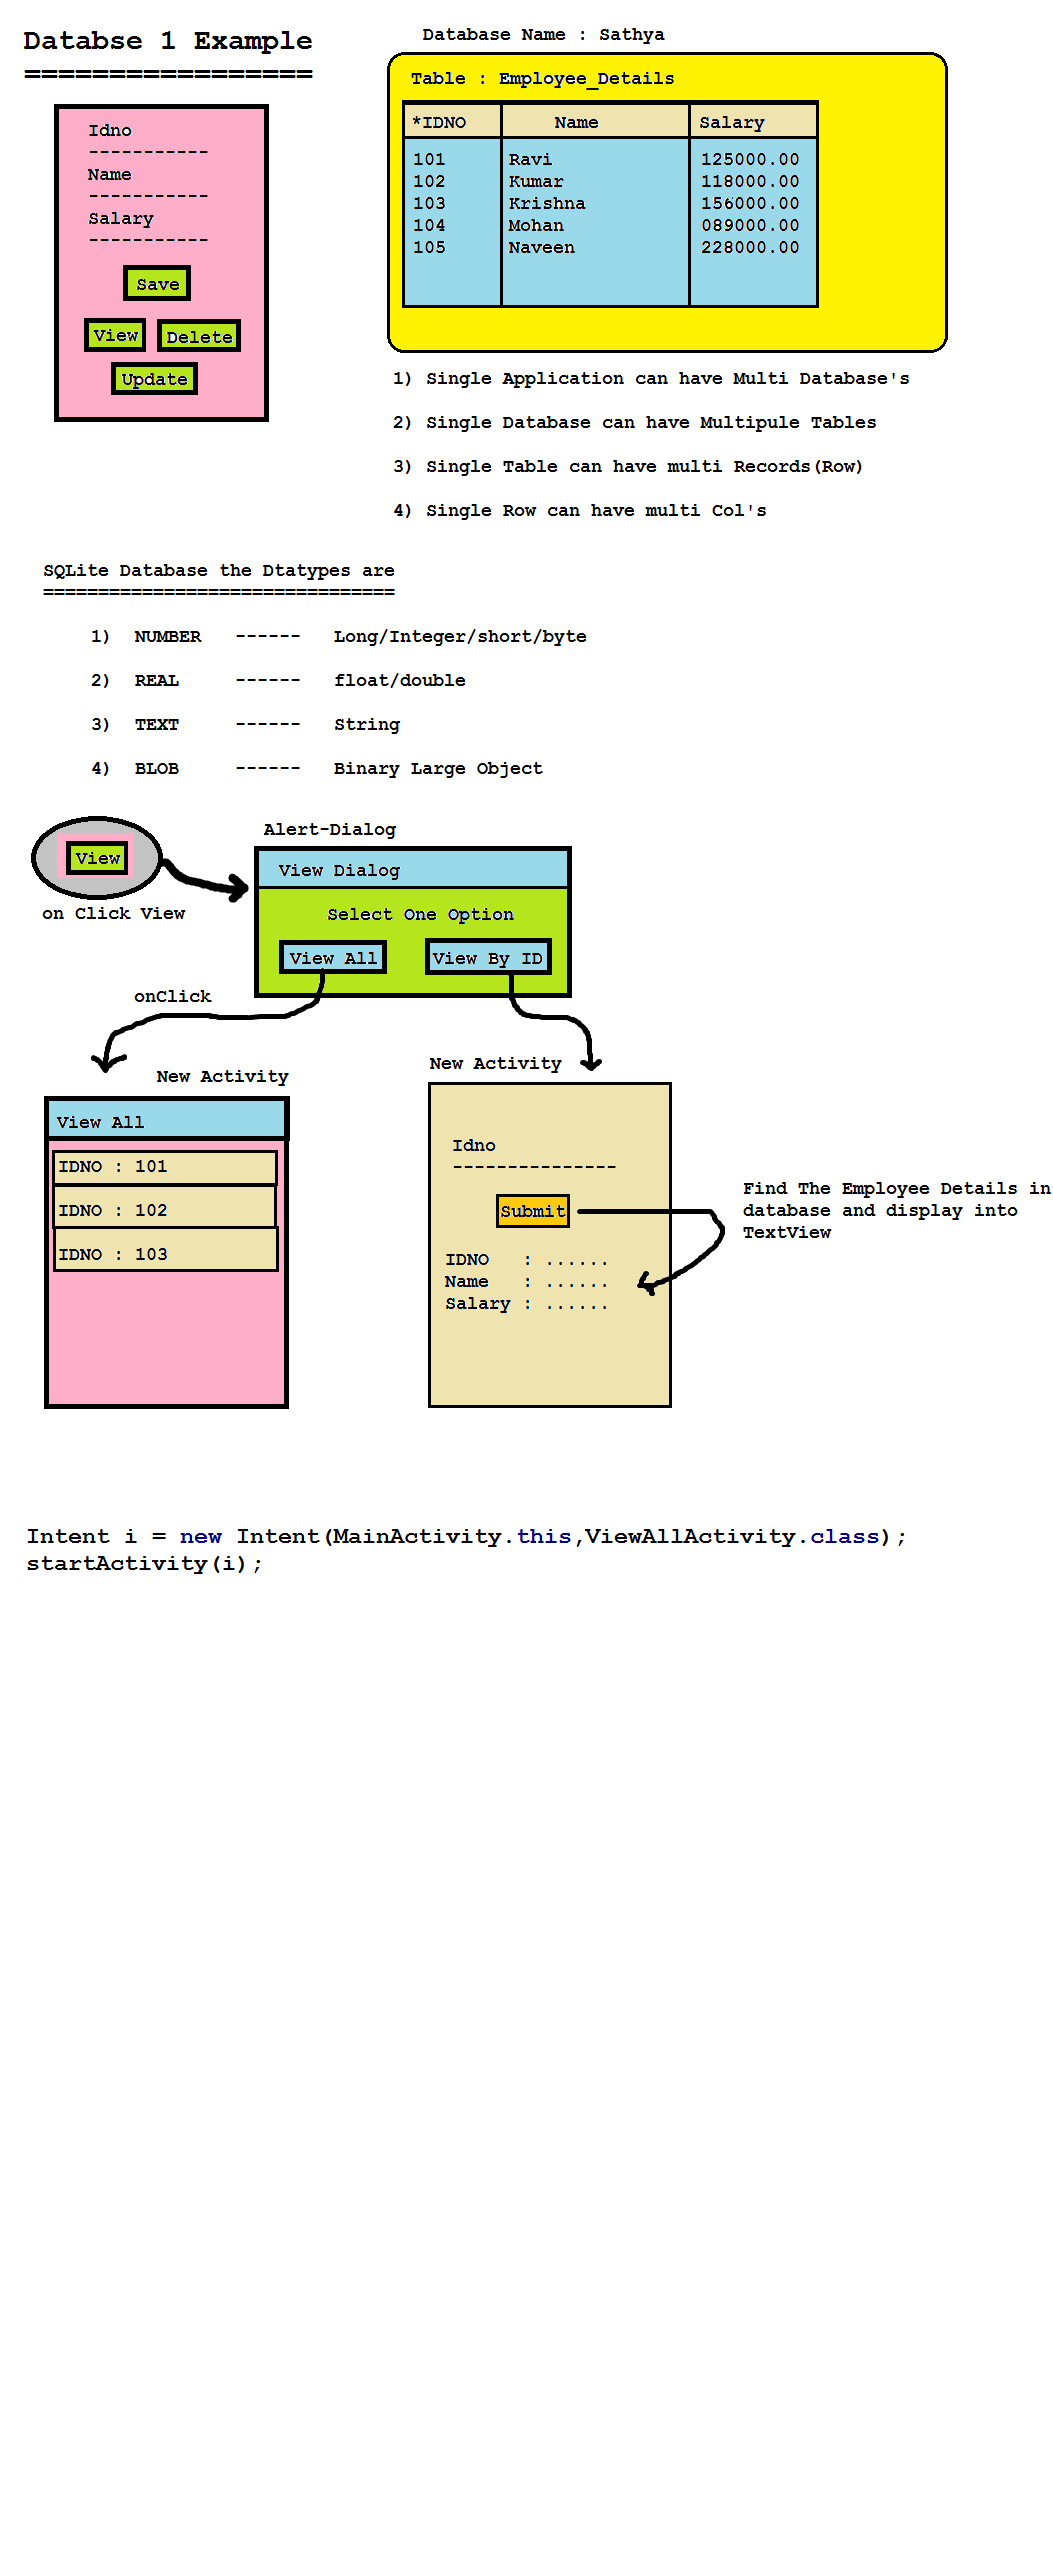 Databse 1 Example
=================
Idno
-----------
Name
-----------
Salary
-----------
Save
View Delete
Update
Database Name : Sathya
Table : Employee_Details
*IDNO Name Salary
101 Ravi 125000.00
102 Kumar 118000.00
103 Krishna 156000.00
104 Mohan 089000.00
105 Naveen 228000.00
1) Single Application can have Multi Database's
2) Single Database can have Multipule Tables
3) Single Table can have multi Records(Row)
4) Single Row can have multi Col's
SQLite Database the Dtatypes are
================================
1) NUMBER ------ Long/Integer/short/byte
2) REAL ------ float/double
3) TEXT ------ String
4) BLOB ------ Binary Large Object
View
on Click View
Alert-Dialog
View Dialog
Select One Option
View All View By ID
onClick
New Activity
View All
IDNO : 101
IDNO : 102
IDNO : 103
New Activity
Idno
---------------
Submit
IDNO : ......
Name : ......
Salary : ......
Find The Employee Details in
database and display into
TextView
Intent i = new Intent(MainActivity.this,ViewAllActivity.class);
startActivity(i);